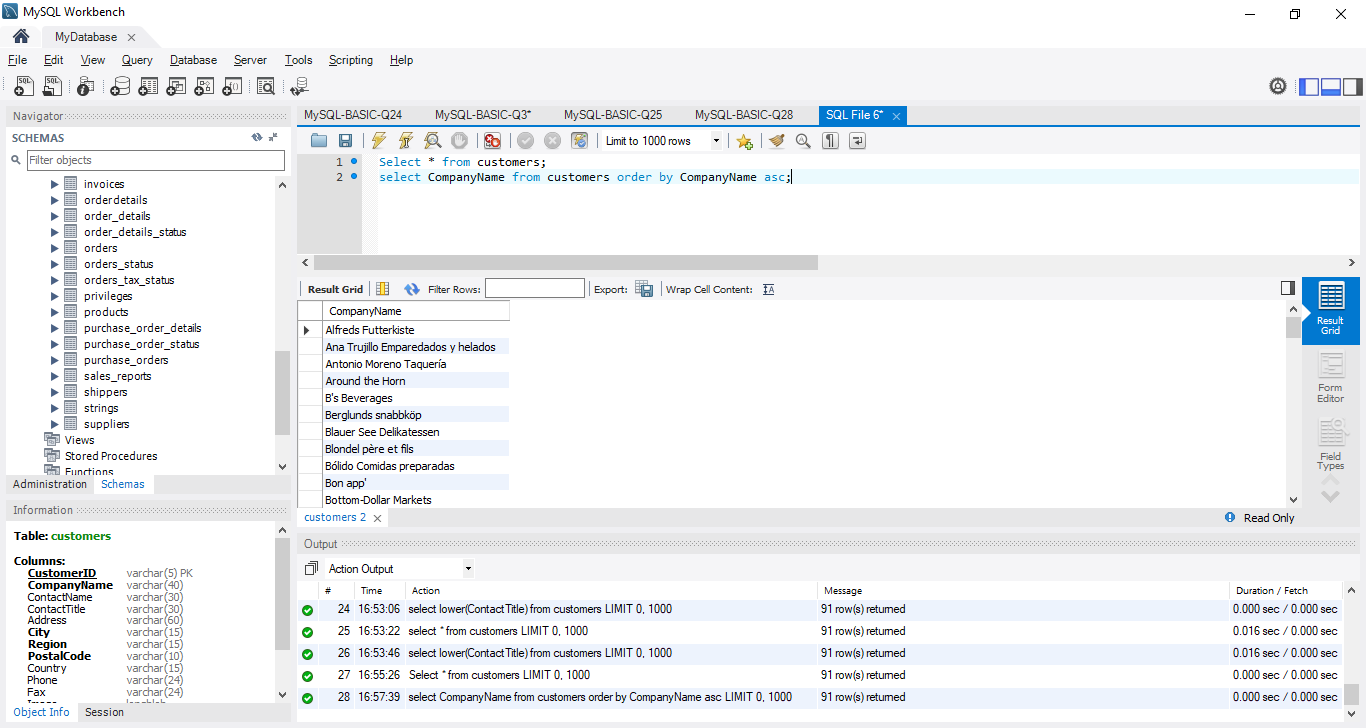 MySQL Workbench
MyDatabase
File Edit View Query Database Server Tools Scripting Help
Navigator
SCHEMAS
Filter objects
invoices
orderdetails
order_details
order_details_status
orders
orders_status
orders_tax_status
privileges
products
purchase_order_details
purchase_order_status
purchase_orders
sales_reports
shippers
strings
suppliers
Views
Stored Procedures
Functions
Administration Schemas
Information
Table: customers
Columns:
CustomerID varchar(5) PK
CompanyName varchar(40)
ContactName varchar(30)
ContactTitle varchar(30)
Address varchar(60)
City varchar(15)
Region varchar(15)
PostalCode varchar(10)
Country varchar(15)
Phone varchar(24)
Fax varchar(24)
Object Info Session
MySQL-BASIC-Q24 MySQL-BASIC-Q3* MySQL-BASIC-Q25 MySQL-BASIC-Q28 SQL File 6*
Limit to 1000 rows
1 Select * from customers;
2 select CompanyName from customers order by CompanyName asc;
Result Grid Filter Rows: Export: Wrap Cell Content:
CompanyName
Alfreds Futterkiste
Ana Trujillo Emparedados y helados
Antonio Moreno Taquería
Around the Horn
B's Beverages
Berglunds snabbköp
Blauer See Delikatessen
Blondel père et fils
Bólido Comidas preparadas
Bon app'
Bottom-Dollar Markets
Result
Grid
Form
Editor
Field
Types
customers 2
Read Only
Output
Action Output
# Time Action Message Duration / Fetch
24 16:53:06 select lower(ContactTitle) from customers LIMIT 0, 1000 91 row(s) returned 0.000 sec / 0.000 sec
25 16:53:22 select * from customers LIMIT 0, 1000 91 row(s) returned 0.016 sec / 0.000 sec
26 16:53:46 select lower(ContactTitle) from customers LIMIT 0, 1000 91 row(s) returned 0.016 sec / 0.000 sec
27 16:55:26 Select * from customers LIMIT 0, 1000 91 row(s) returned 0.000 sec / 0.000 sec
28 16:57:39 select CompanyName from customers order by CompanyName asc LIMIT 0, 1000 91 row(s) returned 0.000 sec / 0.000 sec